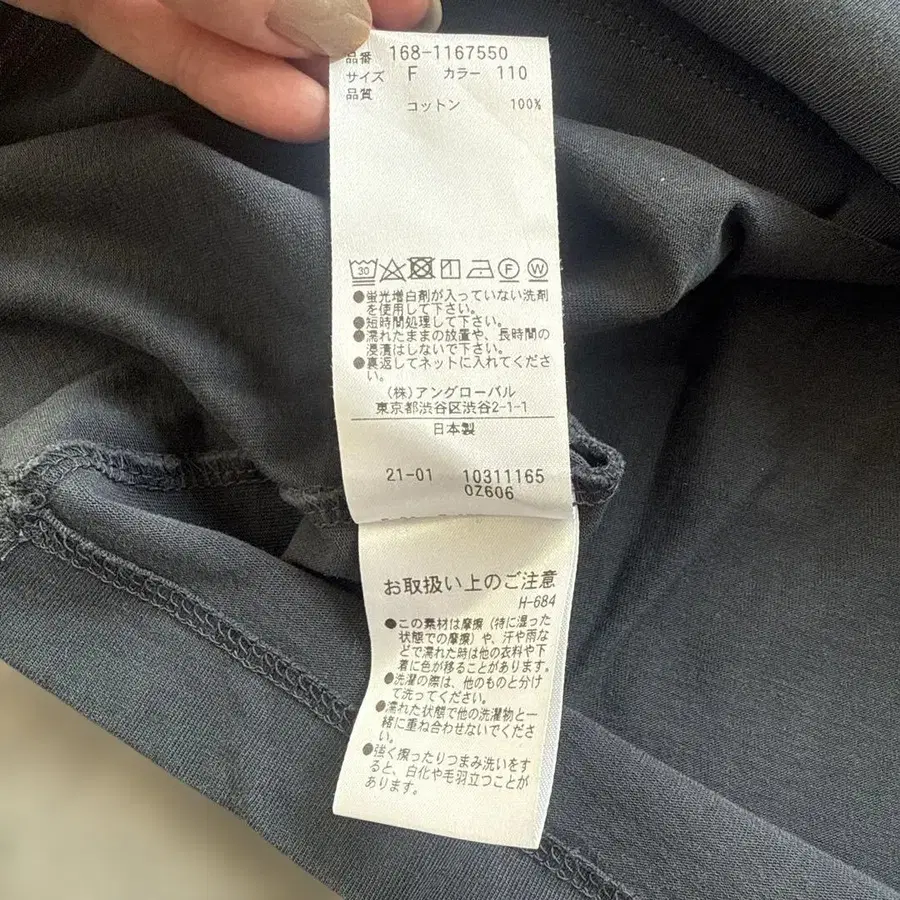 品番 168-1167550
サイズ F カラー 110
品質
コットン 100%
30 F W
●蛍光増白剤が入っていない洗剤
を使用して下さい。
●短時間処理して下さい。
●濡れたままの放置や、長時間の
浸漬はしないで下さい。
●裏返してネットに入れてくださ
い。
(株)アングローバル
東京都渋谷区渋谷2-1-1
日本製
21-01 10311165
0Z606
お取扱い上のご注意
H-684
●この素材は摩擦（特に湿った
状態での摩擦）や、汗や雨な
どで濡れた時は他の衣料や下
着に色が移ることがあります。
●洗濯の際は、他のものと分け
て洗ってください。
●濡れた状態で他の洗濯物と一
緒に重ね合わせないでくださ
い。
●強く擦ったりつまみ洗いをす
ると、白化や毛羽立つことが
あります。